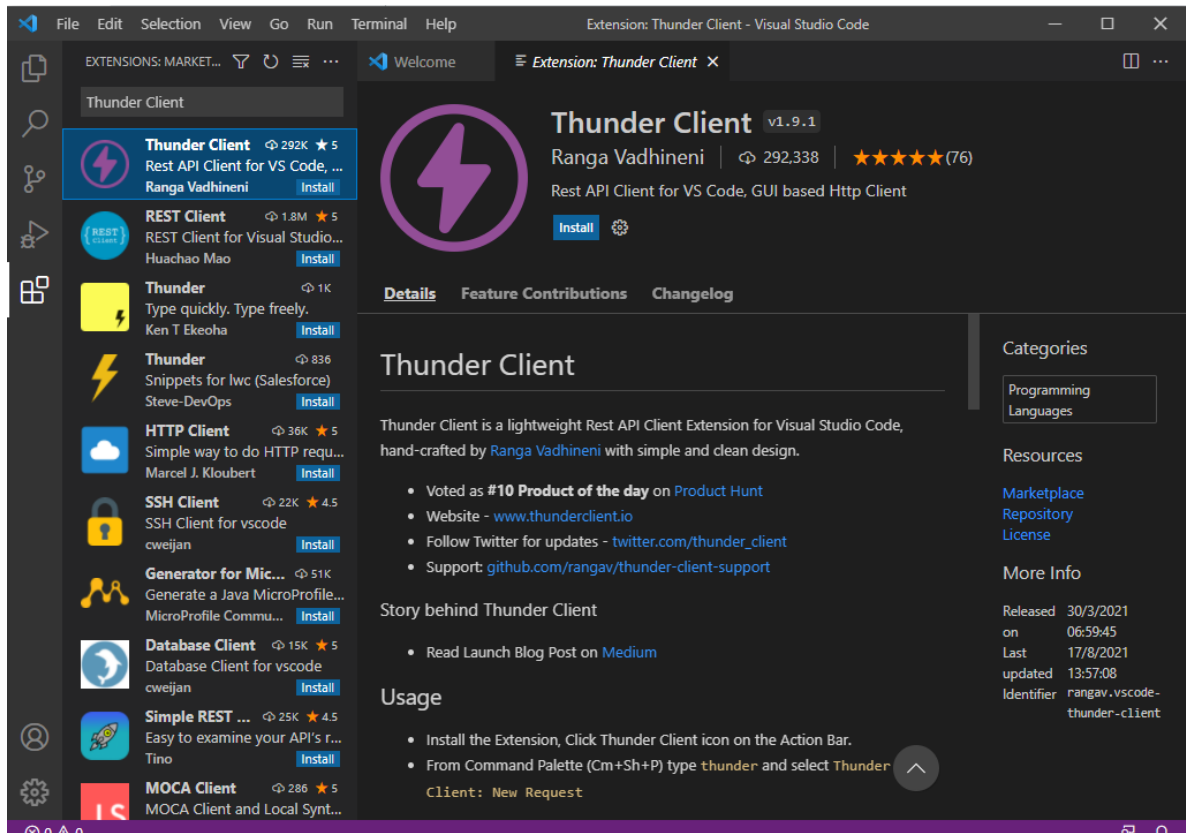 File Edit Selection View Go Run Terminal Help
Extension: Thunder Client - Visual Studio Code
EXTENSIONS: MARKET...
Thunder Client
Thunder Client 292K ★ 5
Rest API Client for VS Code, ...
Ranga Vadhineni Install
REST Client 1.8M ★ 5
{REST}
Client
REST Client for Visual Studio...
Huachao Mao Install
Thunder 1K
Type quickly. Type freely.
Ken T Ekeoha Install
Thunder 836
Snippets for lwc (Salesforce)
Steve-DevOps Install
HTTP Client 36K ★ 5
Simple way to do HTTP requ...
Marcel J. Kloubert Install
SSH Client 22K ★ 4.5
SSH Client for vscode
cweijan Install
Generator for Mic... 51K
Generate a Java MicroProfile...
MicroProfile Commu... Install
Database Client 15K ★ 5
Database Client for vscode
cweijan Install
Simple REST ... 25K ★ 4.5
Easy to examine your API's r...
Tino Install
MOCA Client 286 ★ 5
MOCA Client and Local Synt...
LS
Welcome
Extension: Thunder Client
Thunder Client v1.9.1
Ranga Vadhineni | 292,338 | ★★★★★(76)
Rest API Client for VS Code, GUI based Http Client
Install
Details Feature Contributions Changelog
Thunder Client
Thunder Client is a lightweight Rest API Client Extension for Visual Studio Code,
hand-crafted by Ranga Vadhineni with simple and clean design.
• Voted as #10 Product of the day on Product Hunt
• Website - www.thunderclient.io
• Follow Twitter for updates - twitter.com/thunder_client
• Support: github.com/rangav/thunder-client-support
Story behind Thunder Client
• Read Launch Blog Post on Medium
Usage
• Install the Extension, Click Thunder Client icon on the Action Bar.
• From Command Palette (Cm+Sh+P) type thunder and select Thunder
Client: New Request
Categories
Programming
Languages
Resources
Marketplace
Repository
License
More Info
Released 30/3/2021
on 06:59:45
Last 17/8/2021
updated 13:57:08
Identifier rangav.vscode-
thunder-client
0 0